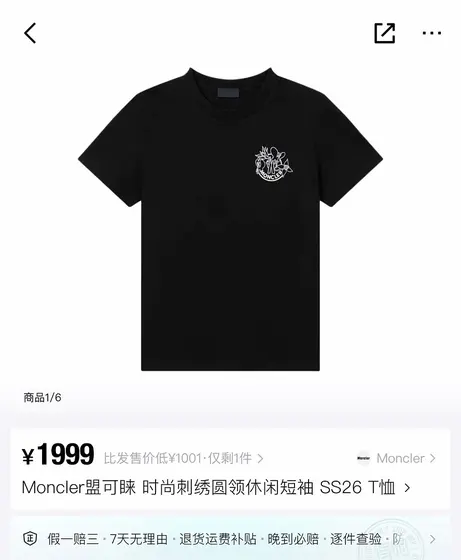 MONCLER
商品1/6
¥1999 比发售价低¥1001·仅剩1件 > Moncler >
Moncler盟可睐 时尚刺绣圆领休闲短袖 SS26 T恤 >
假一赔三 · 7天无理由 · 退货运费补贴 · 晚到必赔 · 逐件查验 · 防